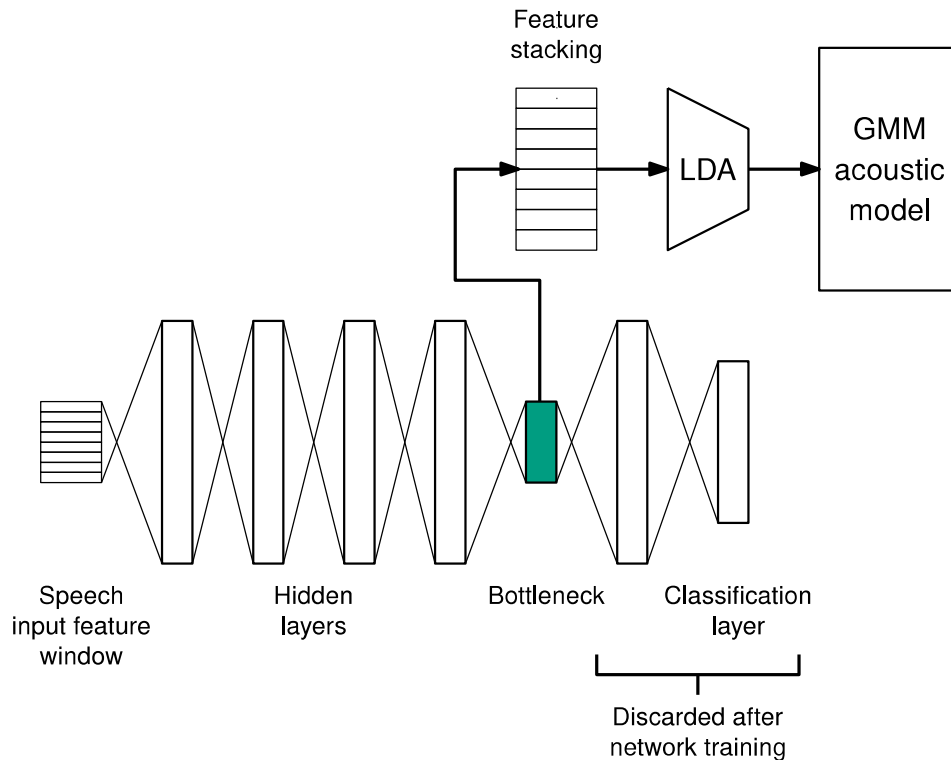 Feature
stacking
LDA
GMM
acoustic
model
Speech
input feature
window
Hidden
layers
Bottleneck
Classification
layer
Discarded after
network training